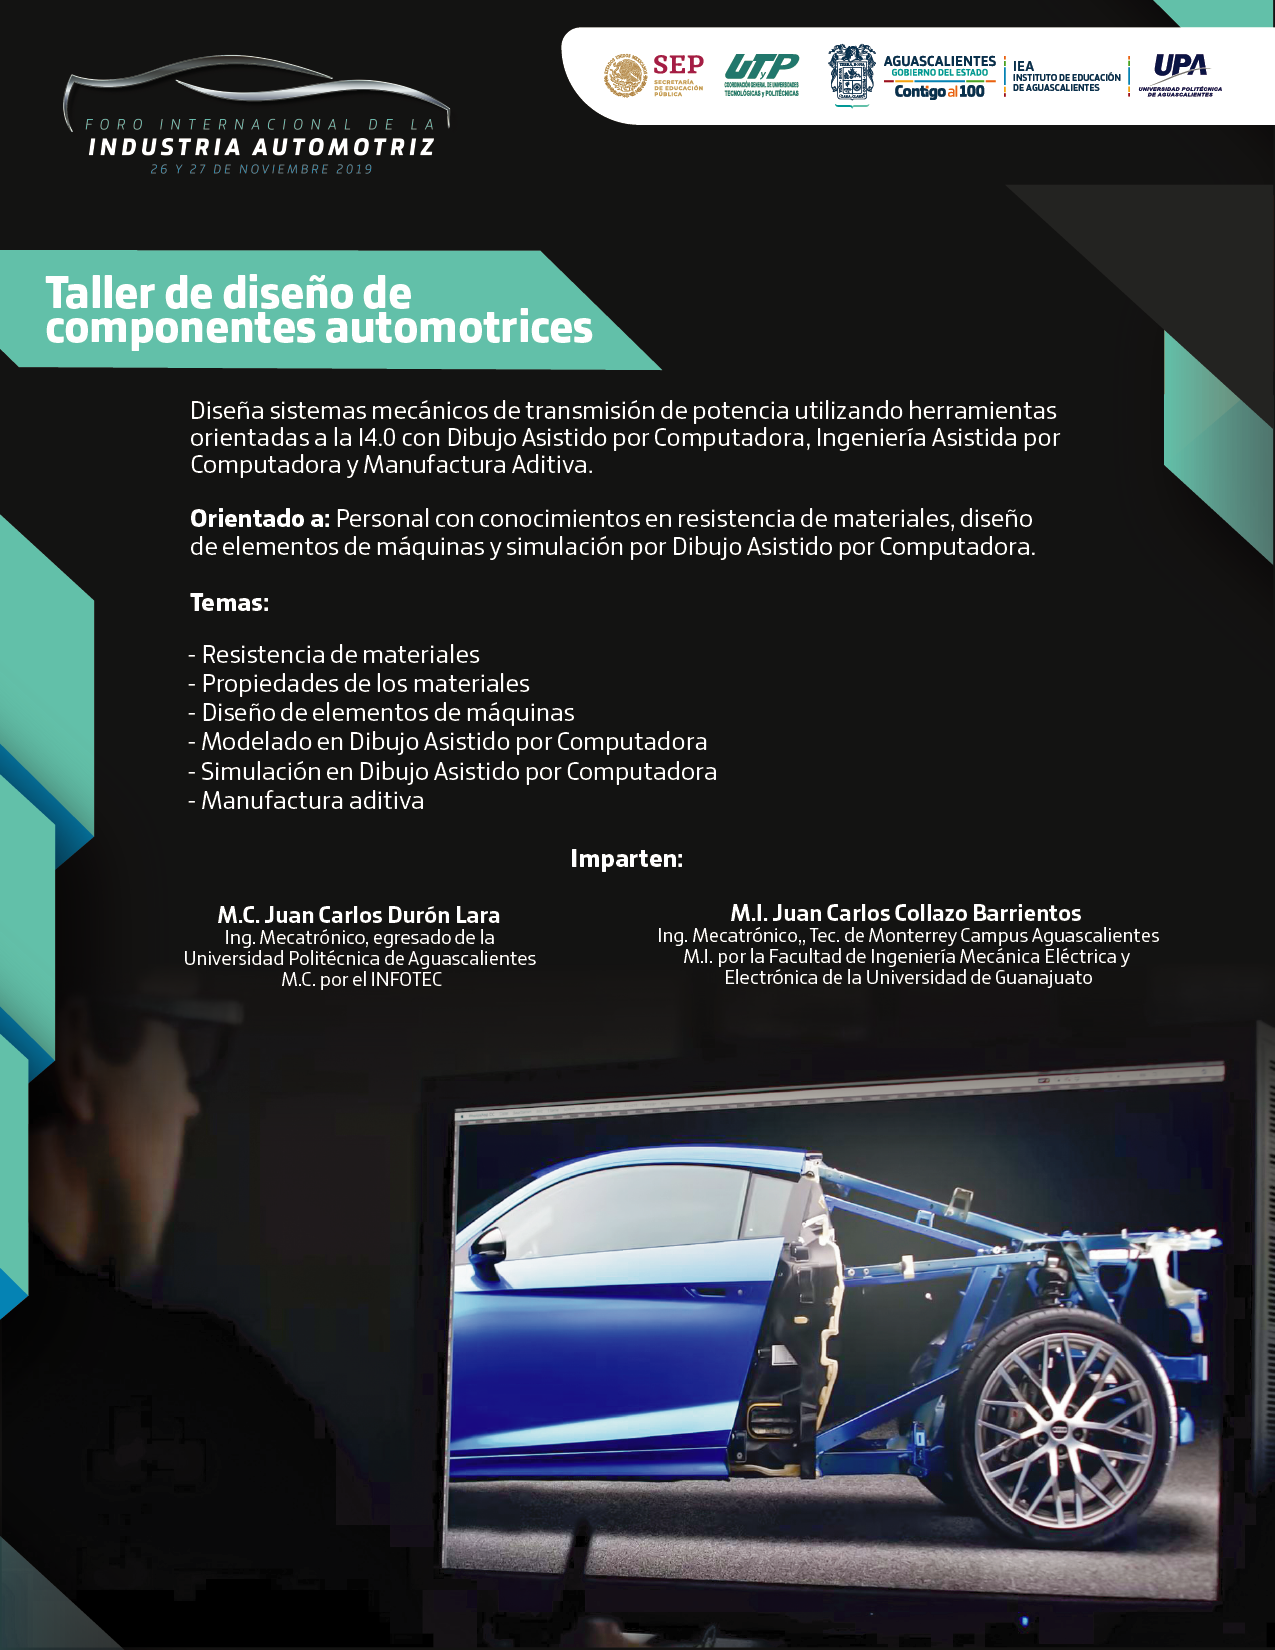 FORO INTERNACIONAL DE LA
INDUSTRIA AUTOMOTRIZ
26 Y 27 DE NOVIEMBRE 2019
SEP
SECRETARÍA
DE EDUCACIÓN
PÚBLICA
UTyP
COORDINACIÓN GENERAL DE UNIVERSIDADES
TECNOLÓGICAS y POLITÉCNICAS
AGUASCALIENTES
GOBIERNO DEL ESTADO
Contigo al 100
IEA
INSTITUTO DE EDUCACIÓN
DE AGUASCALIENTES
UPA
UNIVERSIDAD POLITÉCNICA
DE AGUASCALIENTES
Taller de diseño de
componentes automotrices
Diseña sistemas mecánicos de transmisión de potencia utilizando herramientas
orientadas a la I4.0 con Dibujo Asistido por Computadora, Ingeniería Asistida por
Computadora y Manufactura Aditiva.
Orientado a: Personal con conocimientos en resistencia de materiales, diseño
de elementos de máquinas y simulación por Dibujo Asistido por Computadora.
Temas:
- Resistencia de materiales
- Propiedades de los materiales
- Diseño de elementos de máquinas
- Modelado en Dibujo Asistido por Computadora
- Simulación en Dibujo Asistido por Computadora
- Manufactura aditiva
Imparten:
M.C. Juan Carlos Durón Lara
Ing. Mecatrónico, egresado de la
Universidad Politécnica de Aguascalientes
M.C. por el INFOTEC
M.I. Juan Carlos Collazo Barrientos
Ing. Mecatrónico,, Tec. de Monterrey Campus Aguascalientes
M.I. por la Facultad de Ingeniería Mecánica Eléctrica y
Electrónica de la Universidad de Guanajuato